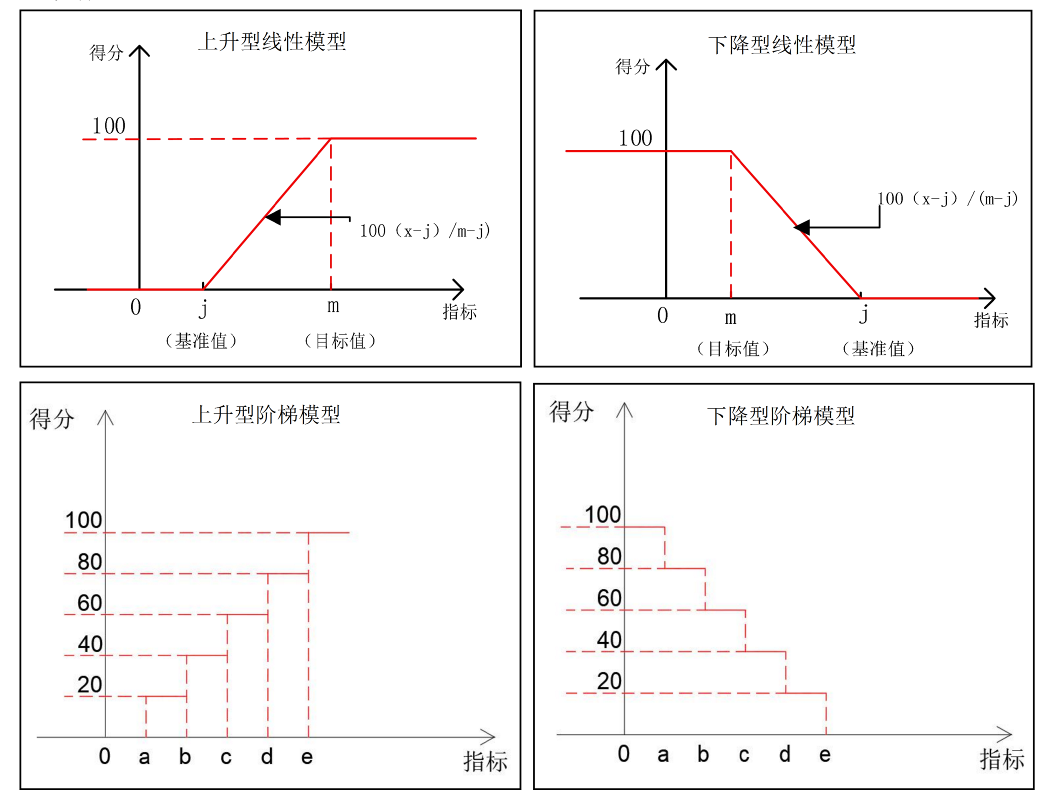 上升型线性模型
得分
100
100（x-j）/m-j)
0
j
m
指标
（基准值）
（目标值）
下降型线性模型
得分
100
100（x-j）/(m-j)
0
m
j
指标
（目标值）
（基准值）
上升型阶梯模型
得分
100
80
60
40
20
0 a b c d e
指标
下降型阶梯模型
得分
100
80
60
40
20
0 a b c d e
指标